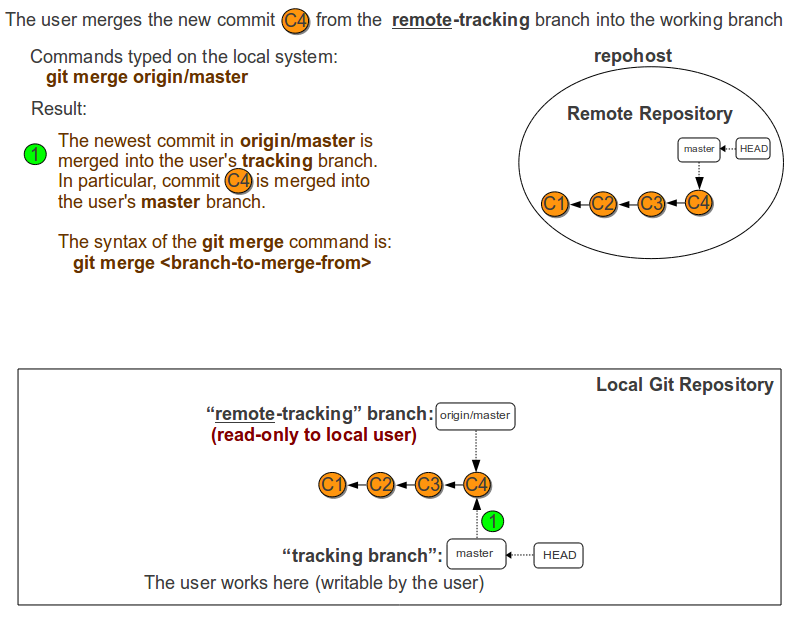 The user merges the new commit C4 from the remote-tracking branch into the working branch
Commands typed on the local system:
git merge origin/master
Result:
1
The newest commit in origin/master is
merged into the user's tracking branch.
In particular, commit C4 is merged into
the user's master branch.
The syntax of the git merge command is:
git merge <branch-to-merge-from>
repohost
Remote Repository
master HEAD
C1 C2 C3 C4
Local Git Repository
“remote-tracking” branch: origin/master
(read-only to local user)
C1 C2 C3 C4
1
“tracking branch”: master HEAD
The user works here (writable by the user)